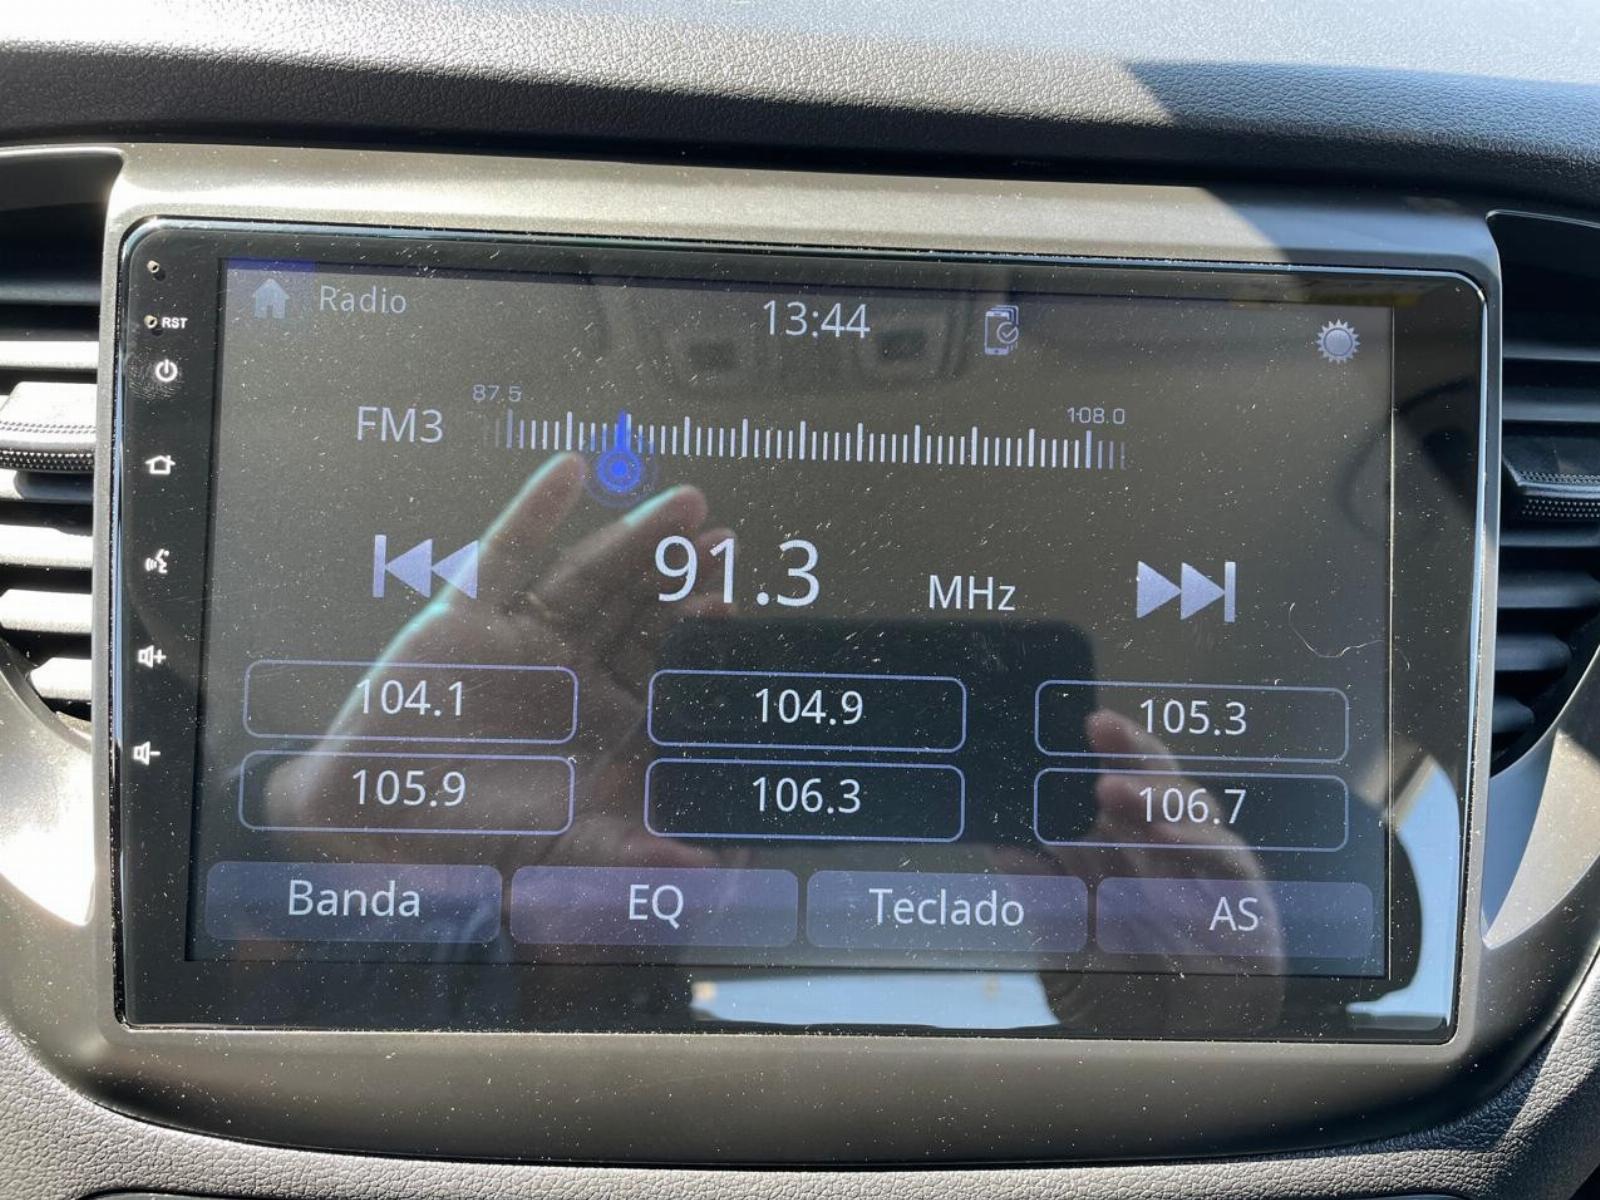 RST
Radio
13:44
87.5
108.0
FM3
91.3 MHz
104.1 104.9 105.3
105.9 106.3 106.7
Banda EQ Teclado AS